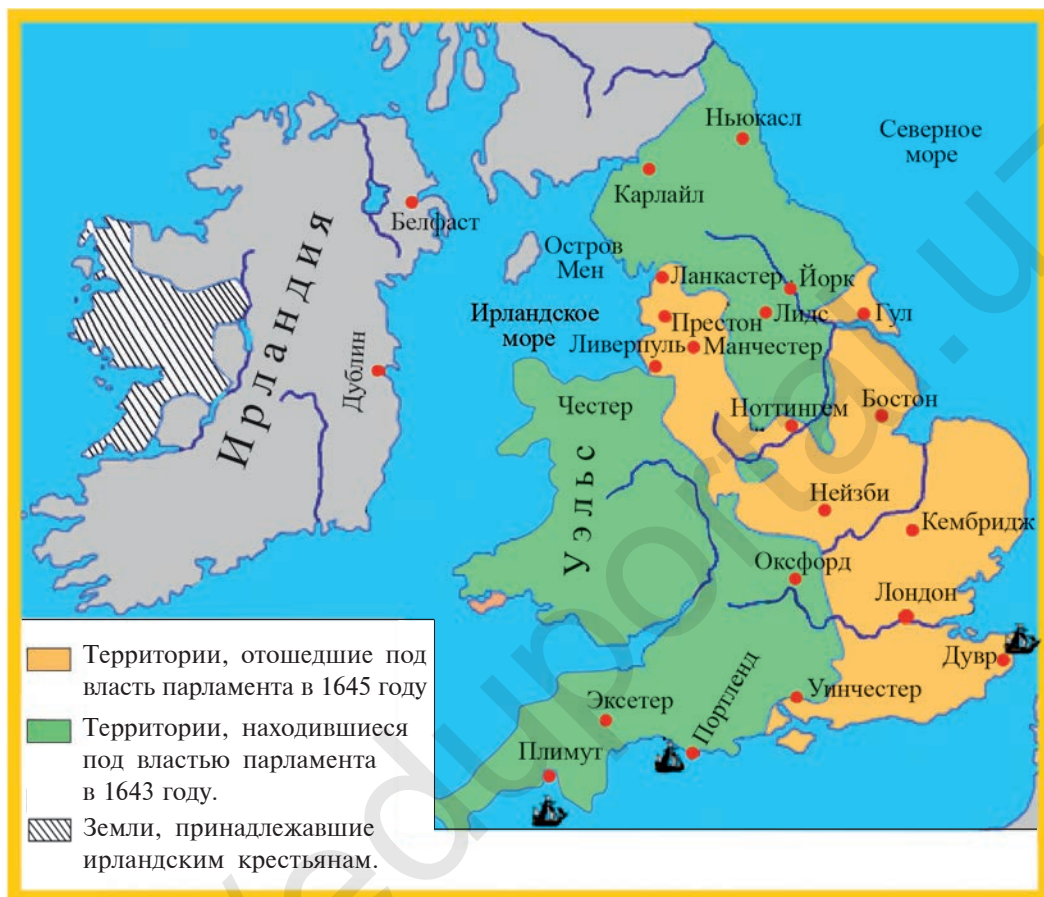 Ньюкасл
Северное
море
Карлайл
Белфаст
Остров
Мен
Ланкастер
Йорк
Ирландское
море
Престон
Лидс
Гул
Ливерпуль
Манчестер
Ирландия
Дублин
Честер
Ноттингем
Бостон
Уэльс
Нейзби
Кембридж
Оксфорд
Лондон
Дувр
Портленд
Уинчестер
Эксетер
Плимут
Территории, отошедшие под
власть парламента в 1645 году
Территории, находившиеся
под властью парламента
в 1643 году.
Земли, принадлежавшие
ирландским крестьянам.